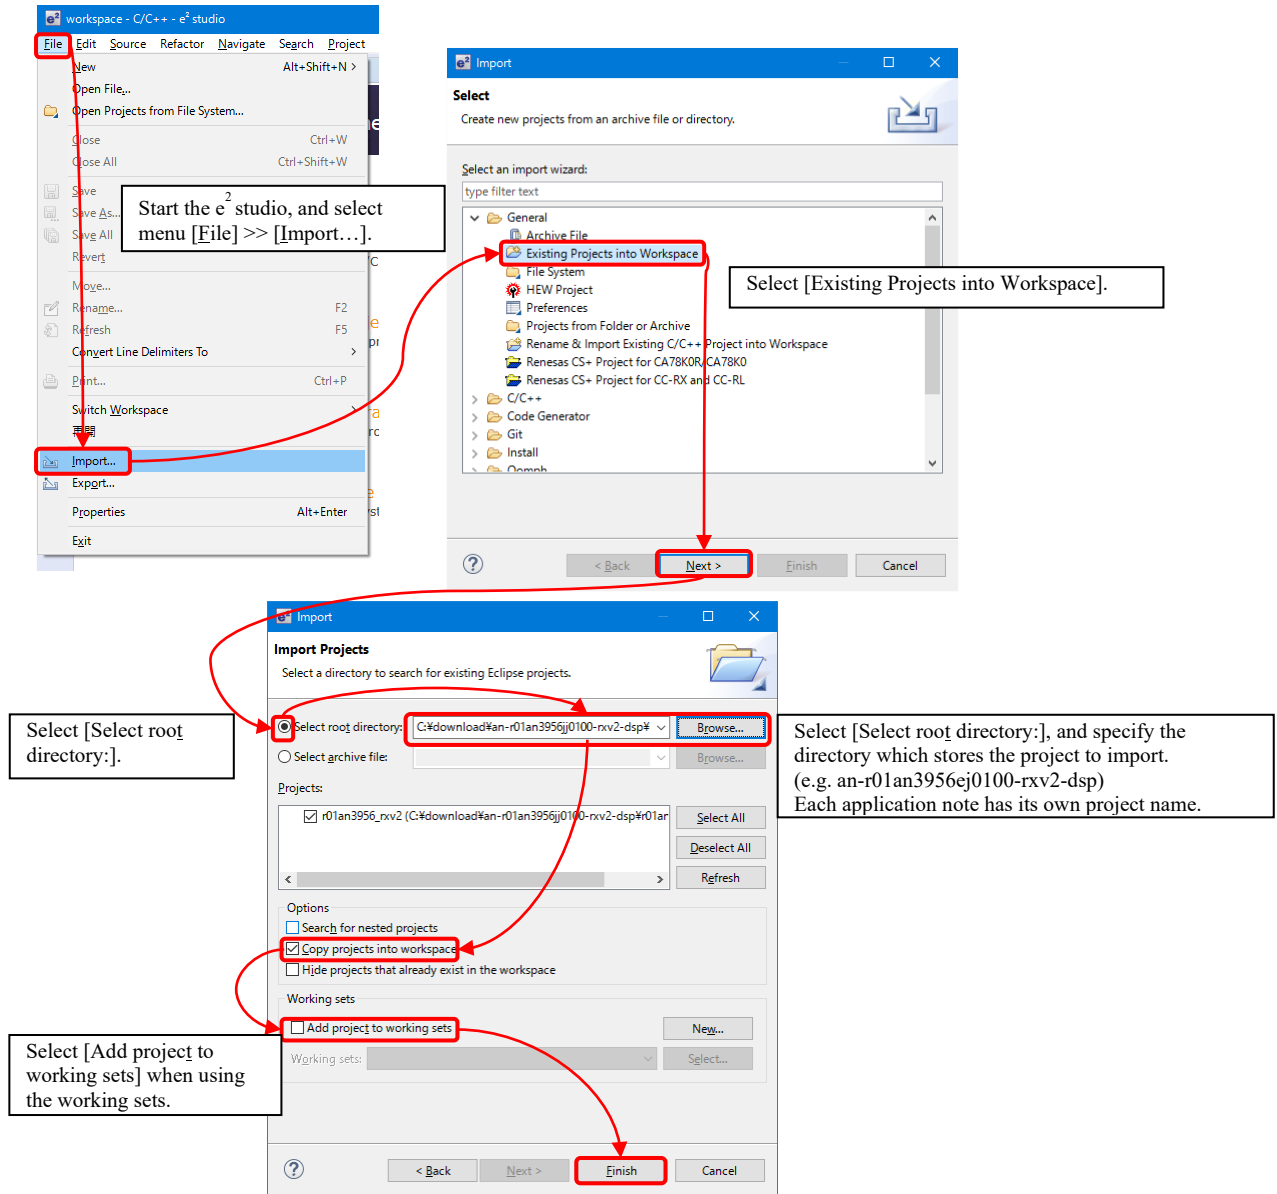 workspace - C/C++ - e² studio
File Edit Source Refactor Navigate Search Project
New Alt+Shift+N >
Open File...
Open Projects from File System...
Close Ctrl+W
Close All Ctrl+Shift+W
Save
Save As...
Save All
Revert
Move...
Rename... F2
Refresh F5
Convert Line Delimiters To >
Print... Ctrl+P
Switch Workspace >
再開
Import...
Export...
Properties Alt+Enter
Exit
Start the e² studio, and select
menu [File] >> [Import…].
e² Import
Select
Create new projects from an archive file or directory.
Select an import wizard:
type filter text
General
Archive File
Existing Projects into Workspace
File System
HEW Project
Preferences
Projects from Folder or Archive
Rename & Import Existing C/C++ Project into Workspace
Renesas CS+ Project for CA78K0R/CA78K0
Renesas CS+ Project for CC-RX and CC-RL
C/C++
Code Generator
Git
Install
Oomph
< Back Next > Finish Cancel
Select [Existing Projects into Workspace].
e² Import
Import Projects
Select a directory to search for existing Eclipse projects.
Select root directory: C:¥download¥an-r01an3956jj0100-rxv2-dsp¥ Browse...
Select archive file: Browse...
Projects:
r01an3956_rxv2 (C:¥download¥an-r01an3956jj0100-rxv2-dsp¥r01an
Select All
Deselect All
Refresh
Options
Search for nested projects
Copy projects into workspace
Hide projects that already exist in the workspace
Working sets
Add project to working sets New...
Working sets: Select...
< Back Next > Finish Cancel
Select [Select root
directory:].
Select [Select root directory:], and specify the
directory which stores the project to import.
(e.g. an-r01an3956ej0100-rxv2-dsp)
Each application note has its own project name.
Select [Add project to
working sets] when using
the working sets.